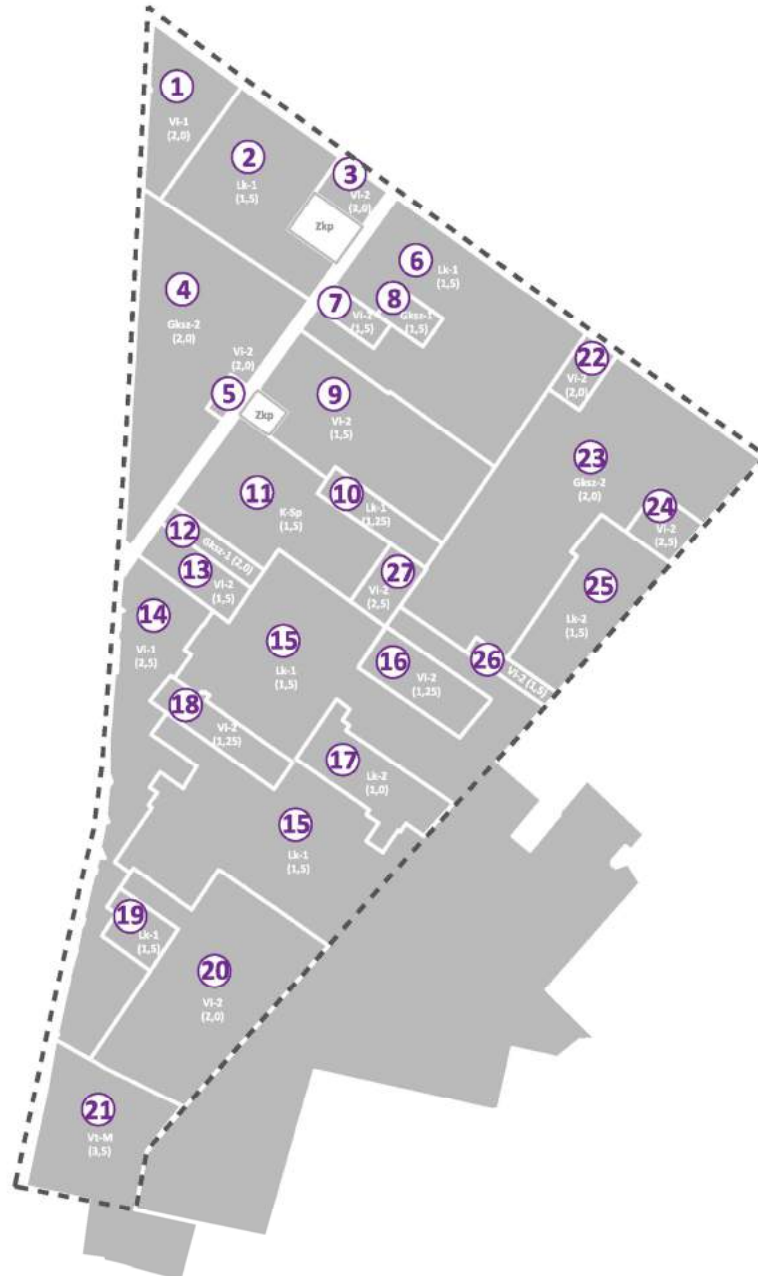 1
Vi-1
(2,0)
2
Lk-1
(1,5)
3
Vi-2
(2,0)
Zkp
4
Gksz-2
(2,0)
5
Vi-2
(2,0)
Zkp
6
Lk-1
(1,5)
7
Vi-2
(1,5)
8
Gksz-1
(1,5)
9
Vi-2
(1,5)
10
Lk-1
(1,25)
11
K-Sp
(1,5)
12
Gksz-1 (2,0)
13
Vi-2
(1,5)
14
Vi-1
(2,5)
15
Lk-1
(1,5)
16
Vi-2
(1,25)
17
Lk-2
(1,0)
18
Vi-2
(1,25)
15
Lk-1
(1,5)
19
Lk-1
(1,5)
20
Vi-2
(2,0)
21
Vt-M
(3,5)
22
Vi-2
(2,0)
23
Gksz-2
(2,0)
24
Vi-2
(2,5)
25
Lk-2
(1,5)
26
Vi-2 (1,5)
27
Vi-2
(2,5)